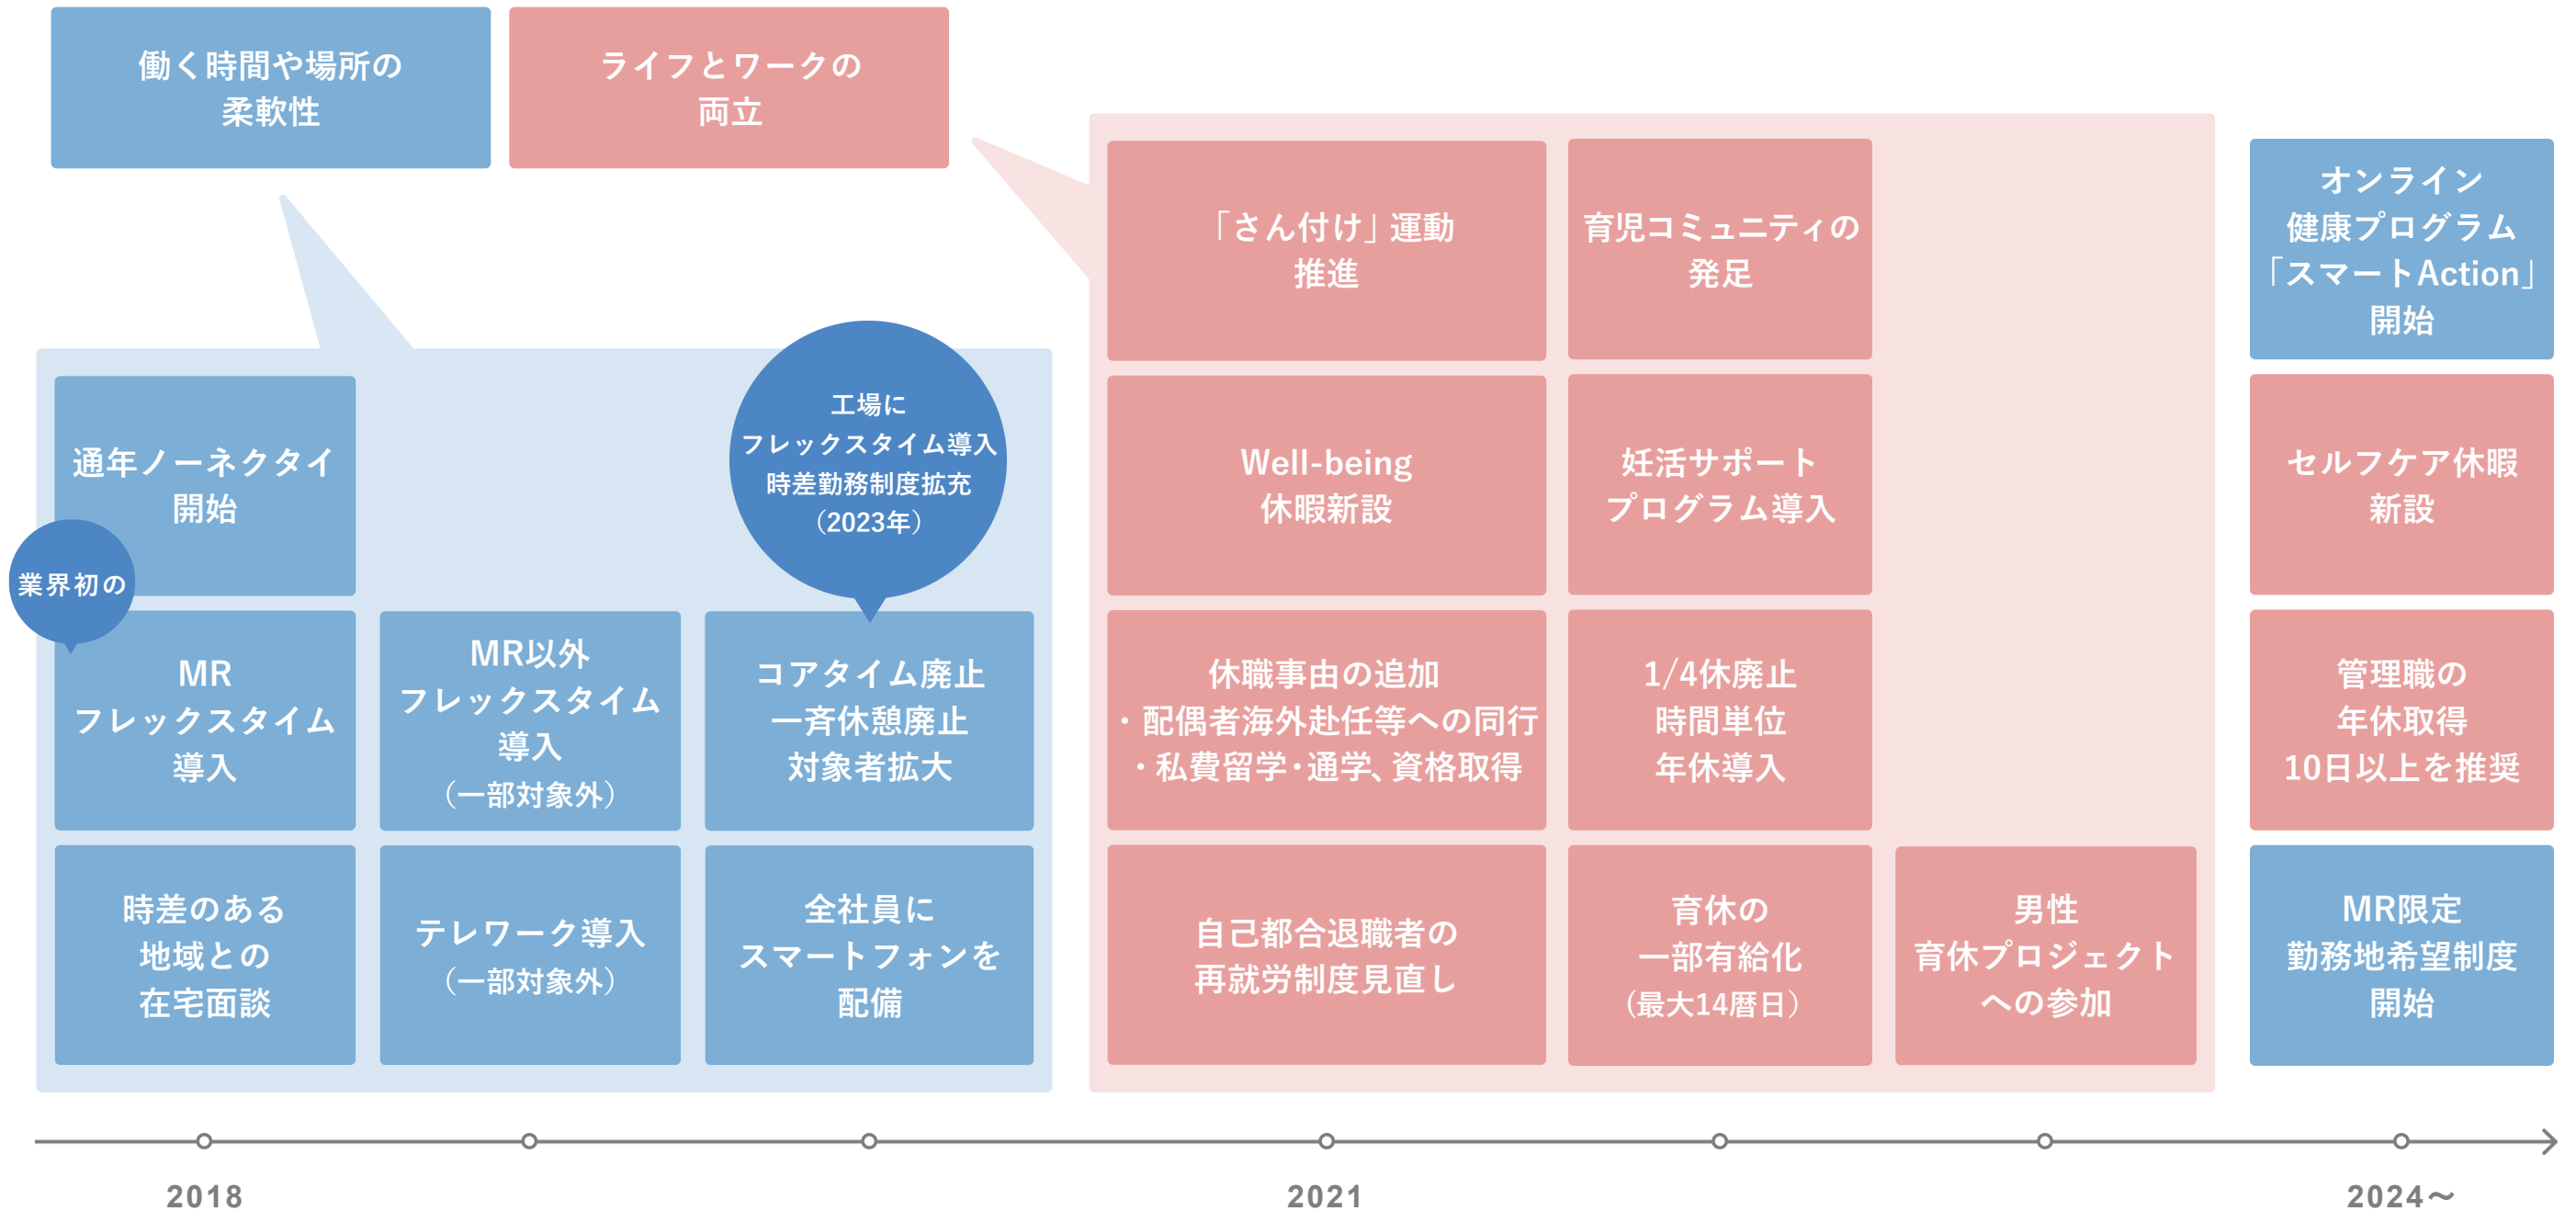 働く時間や場所の
柔軟性
ライフとワークの
両立
通年ノーネクタイ
開始
業界初の
MR
フレックスタイム
導入
時差のある
地域との
在宅面談
MR以外
フレックスタイム
導入
（一部対象外）
テレワーク導入
（一部対象外）
工場に
フレックスタイム導入
時差勤務制度拡充
（2023年）
コアタイム廃止
一斉休憩廃止
対象者拡大
全社員に
スマートフォンを
配備
「さん付け」運動
推進
Well-being
休暇新設
休職事由の追加
・配偶者海外赴任等への同行
・私費留学・通学、資格取得
自己都合退職者の
再就労制度見直し
育児コミュニティの
発足
妊活サポート
プログラム導入
1/4休廃止
時間単位
年休導入
育休の
一部有給化
（最大14暦日）
男性
育休プロジェクト
への参加
オンライン
健康プログラム
「スマートAction」
開始
セルフケア休暇
新設
管理職の
年休取得
10日以上を推奨
MR限定
勤務地希望制度
開始
2018
2021
2024～